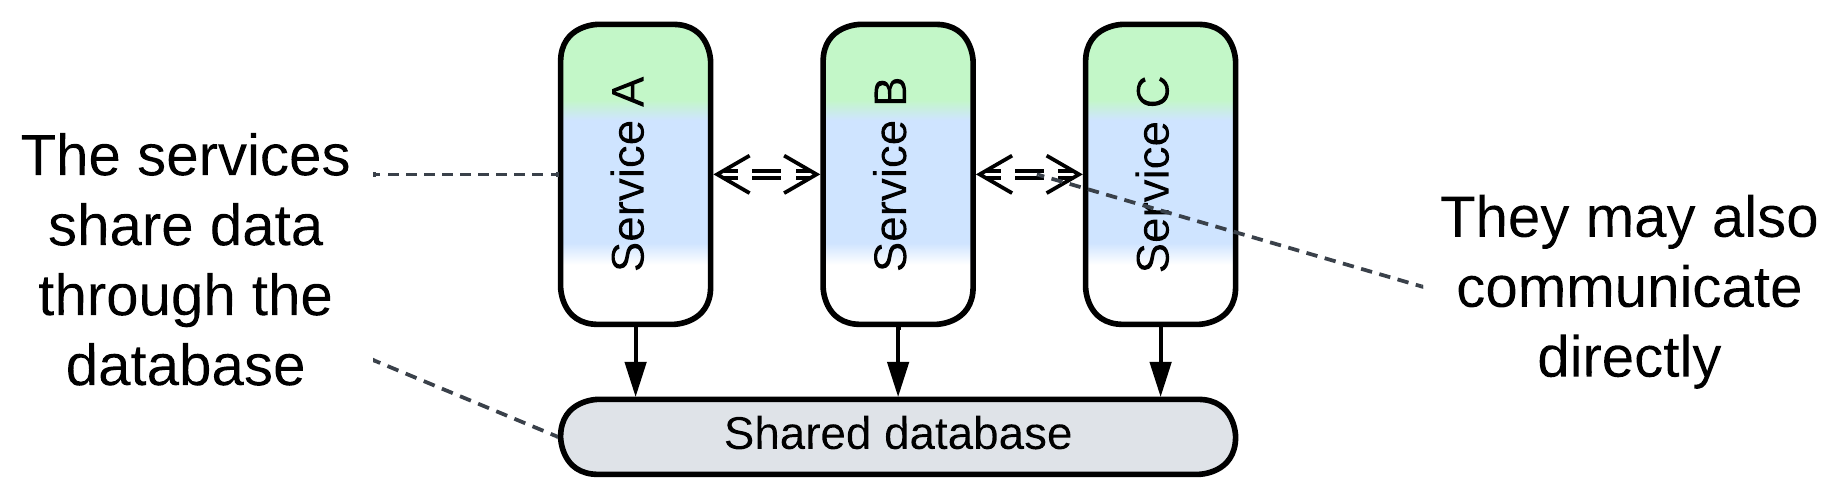 The services
share data
through the
database
Service A
Service B
Service C
They may also
communicate
directly
Shared database